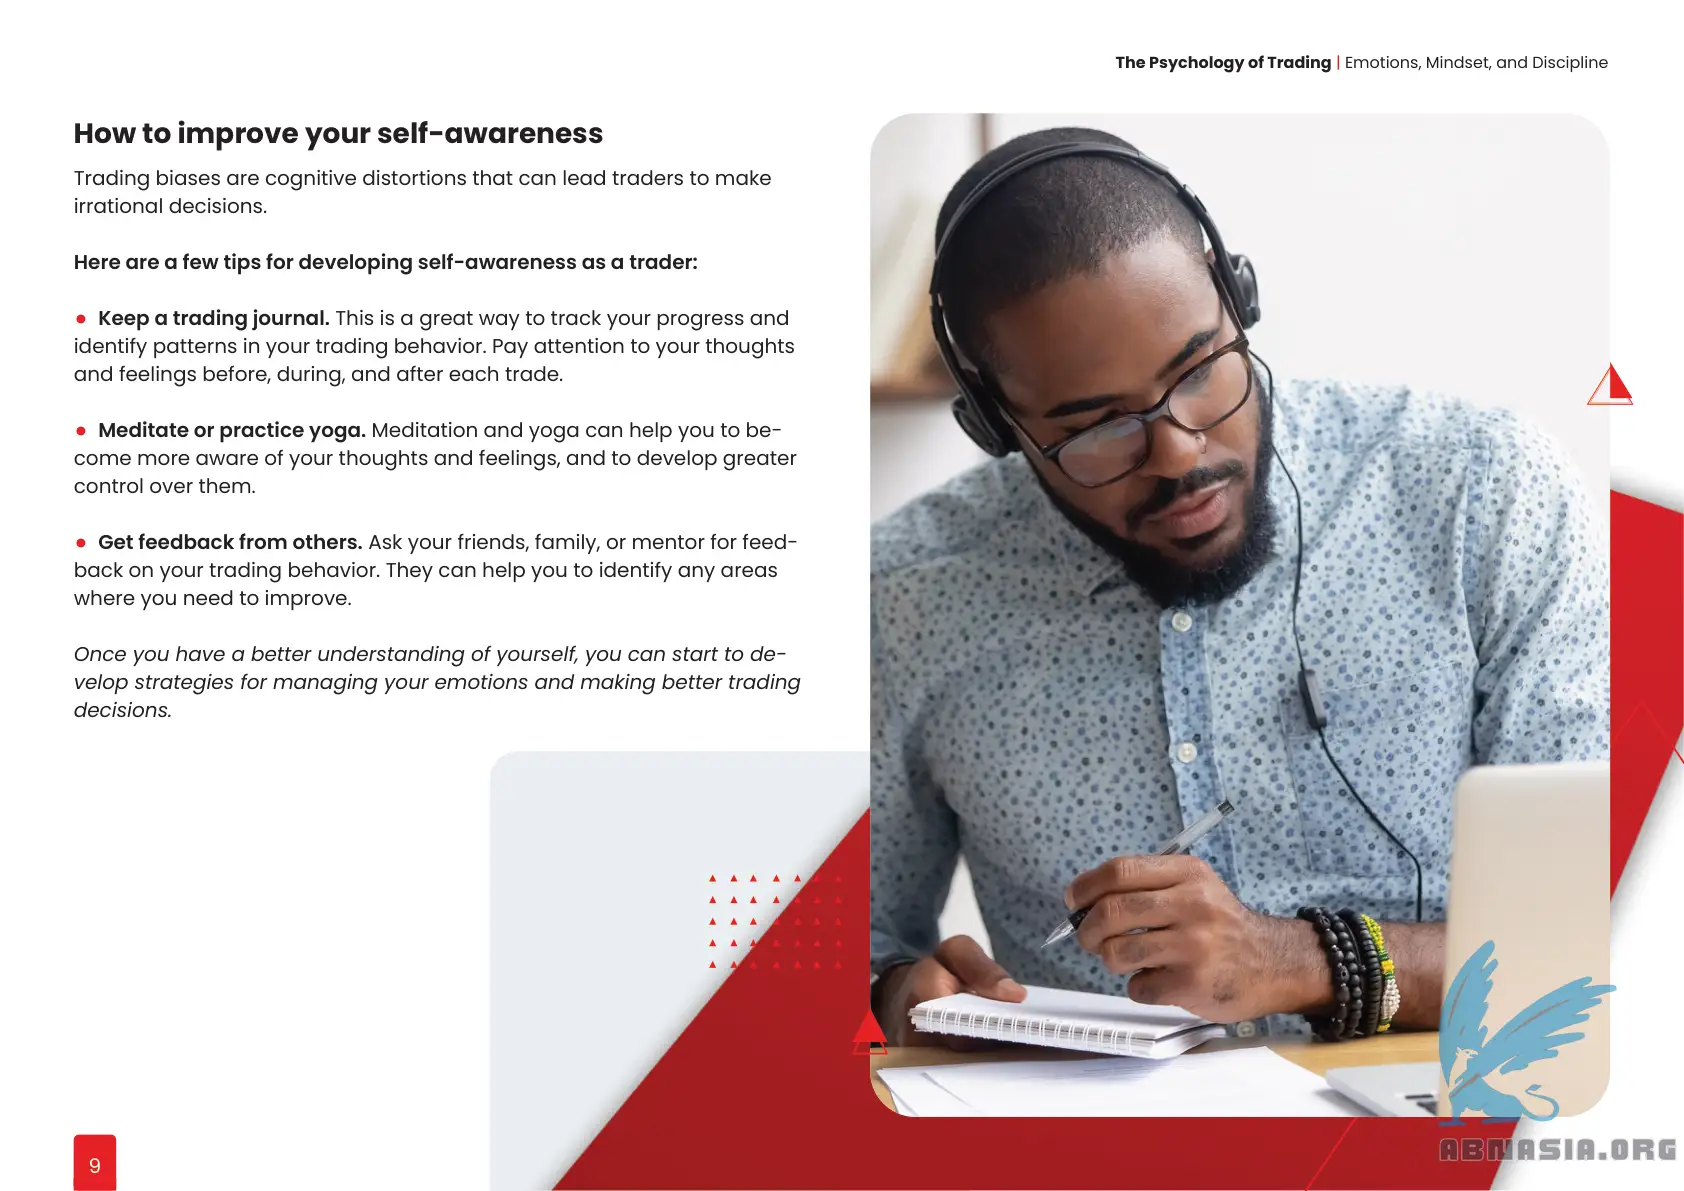 The Psychology of Trading | Emotions, Mindset, and Discipline
How to improve your self-awareness
Trading biases are cognitive distortions that can lead traders to make
irrational decisions.
Here are a few tips for developing self-awareness as a trader:
● Keep a trading journal. This is a great way to track your progress and
identify patterns in your trading behavior. Pay attention to your thoughts
and feelings before, during, and after each trade.
● Meditate or practice yoga. Meditation and yoga can help you to be-
come more aware of your thoughts and feelings, and to develop greater
control over them.
● Get feedback from others. Ask your friends, family, or mentor for feed-
back on your trading behavior. They can help you to identify any areas
where you need to improve.
Once you have a better understanding of yourself, you can start to de-
velop strategies for managing your emotions and making better trading
decisions.
9
ABNASIA.ORG